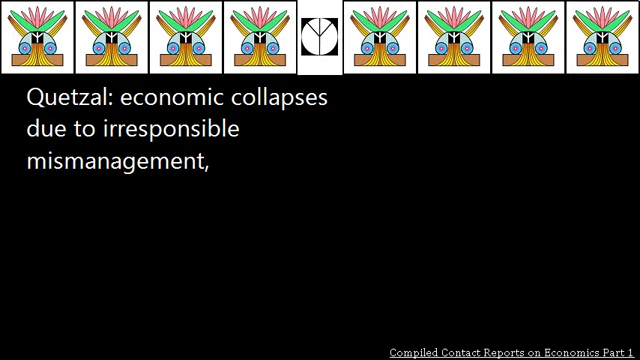 Quetzal: economic collapses
due to irresponsible
mismanagement,
Compiled Contact Reports on Economics Part 1